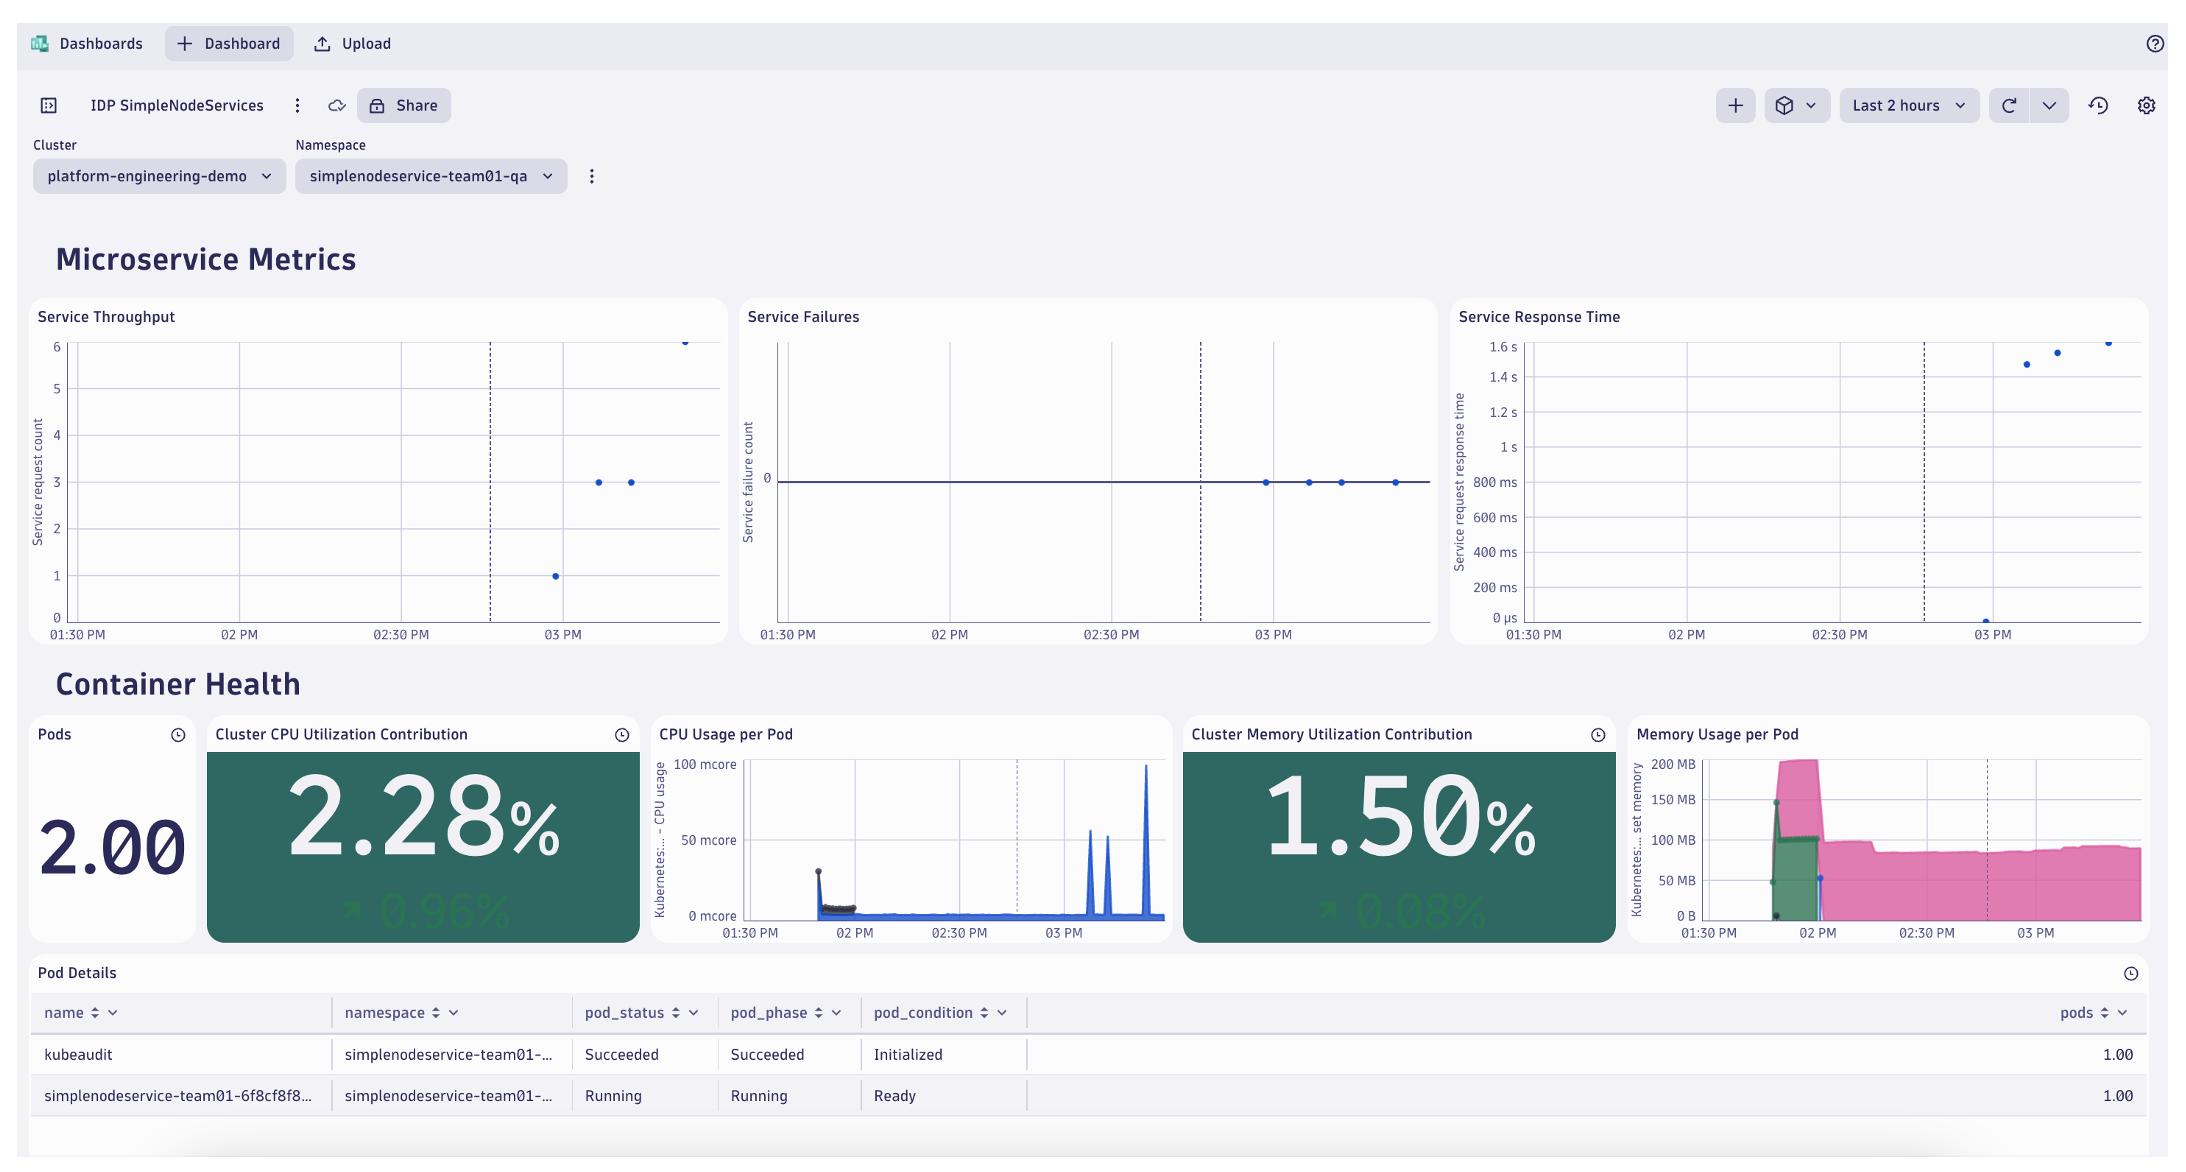 Dashboards
Dashboard
Upload
IDP SimpleNodeServices
Share
Last 2 hours
Cluster
Namespace
platform-engineering-demo
simplenodeservice-team01-qa
Microservice Metrics
Service Throughput
Service request count
6
5
4
3
2
1
0
01:30 PM 02 PM 02:30 PM 03 PM
Service Failures
Service failure count
0
01:30 PM 02 PM 02:30 PM 03 PM
Service Response Time
Service request response time
1.6 s
1.4 s
1.2 s
1 s
800 ms
600 ms
400 ms
200 ms
0 µs
01:30 PM 02 PM 02:30 PM 03 PM
Container Health
Pods
2.00
Cluster CPU Utilization Contribution
2.28%
0.96%
CPU Usage per Pod
Kubernetes:... - CPU usage
100 mcore
50 mcore
0 mcore
01:30 PM 02 PM 02:30 PM 03 PM
Cluster Memory Utilization Contribution
1.50%
0.08%
Memory Usage per Pod
Kubernetes:... set memory
200 MB
150 MB
100 MB
50 MB
0 B
01:30 PM 02 PM 02:30 PM 03 PM
Pod Details
name namespace pod_status pod_phase pod_condition pods
kubeaudit simplenodeservice-team01-... Succeeded Succeeded Initialized 1.00
simplenodeservice-team01-6f8cf8f8... simplenodeservice-team01-... Running Running Ready 1.00